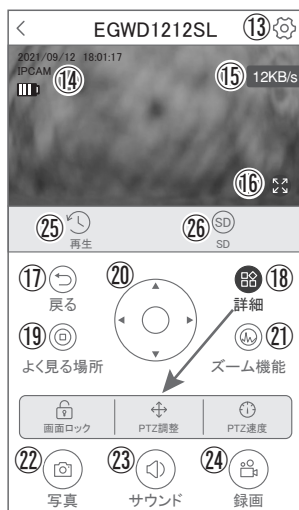 EGWD1212SL ⑬
2021/09/12 18:01:17
IPCAM ⑭
⑮ 12KB/s
⑯
㉕ 再生
㉖ SD
SD
⑰ 戻る
⑳
⑱ 詳細
⑲ よく見る場所
㉑ ズーム機能
画面ロック
PTZ調整
PTZ速度
㉒ 写真
㉓ サウンド
㉔ 録画